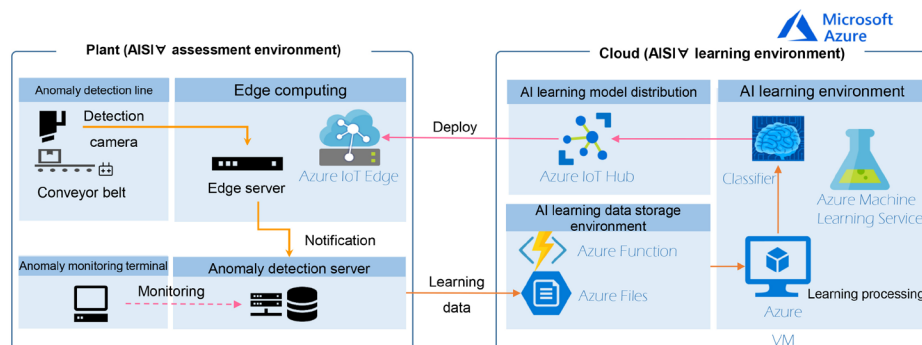 Microsoft
Azure
Plant (AISI∀ assessment environment)
Cloud (AISI∀ learning environment)
Anomaly detection line
Edge computing
Detection
camera
Conveyor belt
Edge server
Azure IoT Edge
Notification
Anomaly monitoring terminal
Anomaly detection server
Monitoring
Deploy
Learning
data
AI learning model distribution
Azure IoT Hub
AI learning data storage
environment
Azure Function
Azure Files
AI learning environment
Classifier
Azure Machine
Learning Service
Learning processing
Azure
VM